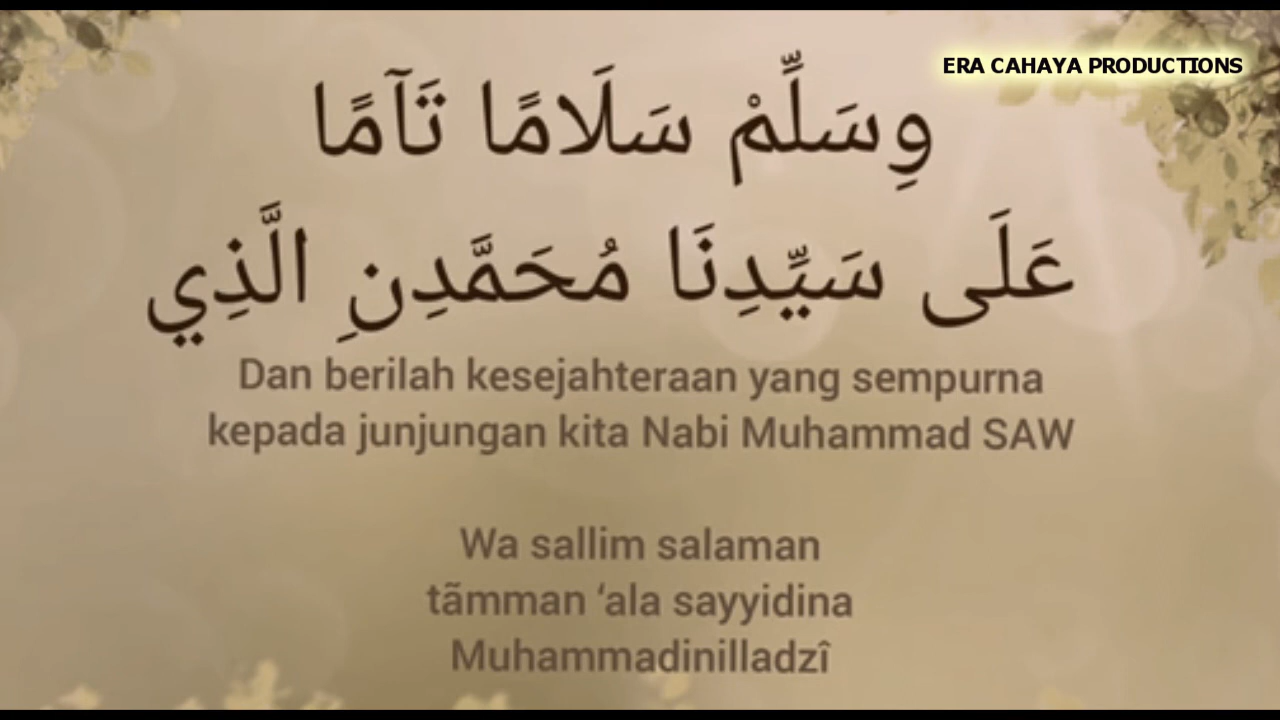 ERA CAHAYA PRODUCTIONS
وِسَلِّمْ سَلَامًا تَآمًا
عَلَى سَيِّدِنَا مُحَمَّدِنِ الَّذِي
Dan berilah kesejahteraan yang sempurna
kepada junjungan kita Nabi Muhammad SAW
Wa sallim salaman
tãmman ‘ala sayyidina
Muhammadinilladzî